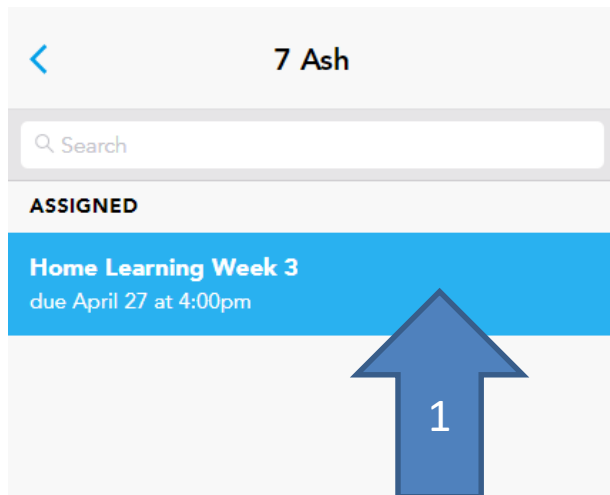 7 Ash
Search
ASSIGNED
Home Learning Week 3
due April 27 at 4:00pm
1